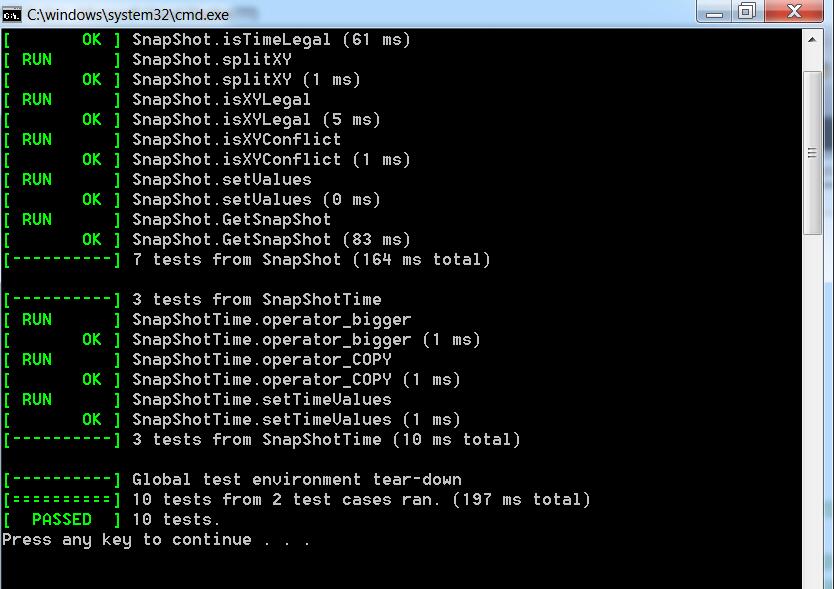 C:\windows\system32\cmd.exe
[       OK ] SnapShot.isTimeLegal (61 ms)
[ RUN      ] SnapShot.splitXY
[       OK ] SnapShot.splitXY (1 ms)
[ RUN      ] SnapShot.isXYLegal
[       OK ] SnapShot.isXYLegal (5 ms)
[ RUN      ] SnapShot.isXYConflict
[       OK ] SnapShot.isXYConflict (1 ms)
[ RUN      ] SnapShot.setValues
[       OK ] SnapShot.setValues (0 ms)
[ RUN      ] SnapShot.GetSnapShot
[       OK ] SnapShot.GetSnapShot (83 ms)
[----------] 7 tests from SnapShot (164 ms total)

[----------] 3 tests from SnapShotTime
[ RUN      ] SnapShotTime.operator_bigger
[       OK ] SnapShotTime.operator_bigger (1 ms)
[ RUN      ] SnapShotTime.operator_COPY
[       OK ] SnapShotTime.operator_COPY (1 ms)
[ RUN      ] SnapShotTime.setTimeValues
[       OK ] SnapShotTime.setTimeValues (1 ms)
[----------] 3 tests from SnapShotTime (10 ms total)

[----------] Global test environment tear-down
[==========] 10 tests from 2 test cases ran. (197 ms total)
[  PASSED  ] 10 tests.
Press any key to continue . . .